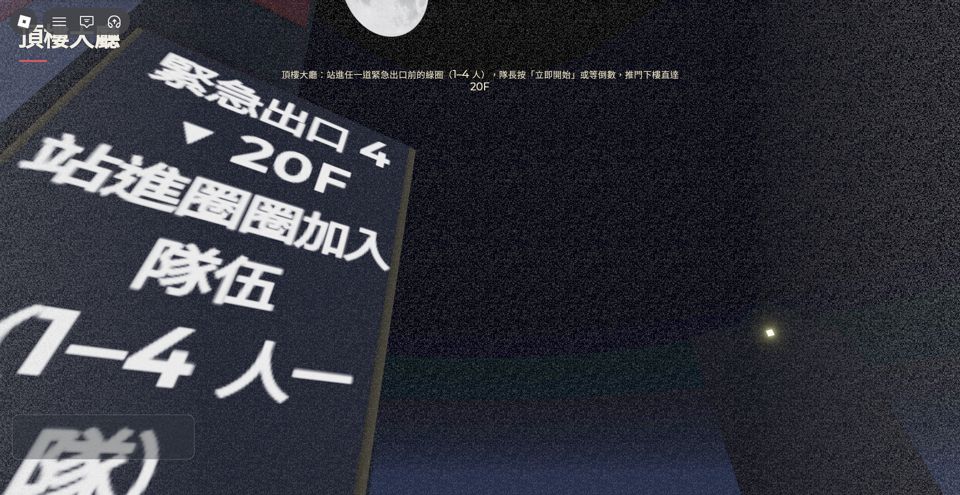 頂樓大廳
頂樓大廳：站進任一道緊急出口前的綠圈（1–4 人），隊長按「立即開始」或等倒數，推門下樓直達
20F
緊急出口 4
▼ 20F
站進圈圈加入
隊伍
（1–4 人一
隊）